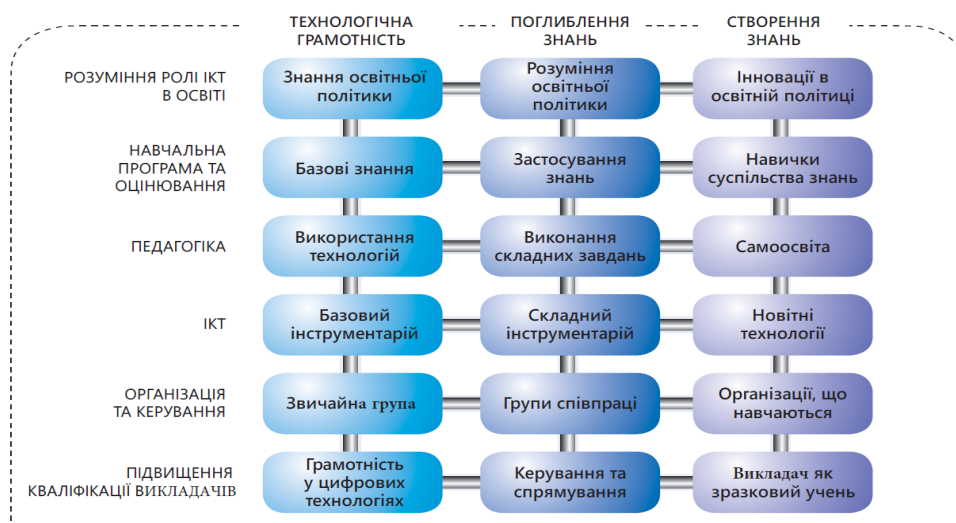 ТЕХНОЛОГІЧНА
ГРАМОТНІСТЬ
ПОГЛИБЛЕННЯ
ЗНАНЬ
СТВОРЕННЯ
ЗНАНЬ
РОЗУМІННЯ РОЛІ ІКТ
В ОСВІТІ
Знання освітньої
політики
Розуміння
освітньої
політики
Інновації в
освітній політиці
НАВЧАЛЬНА
ПРОГРАМА ТА
ОЦІНЮВАННЯ
Базові знання
Застосування
знань
Навички
суспільства знань
ПЕДАГОГІКА
Використання
технологій
Виконання
складних завдань
Самоосвіта
ІКТ
Базовий
інструментарій
Складний
інструментарій
Новітні
технології
ОРГАНІЗАЦІЯ
ТА КЕРУВАННЯ
Звичайна група
Групи співпраці
Організації, що
навчаються
ПІДВИЩЕННЯ
КВАЛІФІКАЦІЇ ВИКЛАДАЧІВ
Грамотність
у цифрових
технологіях
Керування та
спрямування
Викладач як
зразковий учень